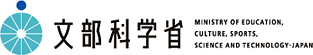 文部科学省
MINISTRY OF EDUCATION,
CULTURE, SPORTS,
SCIENCE AND TECHNOLOGY-JAPAN